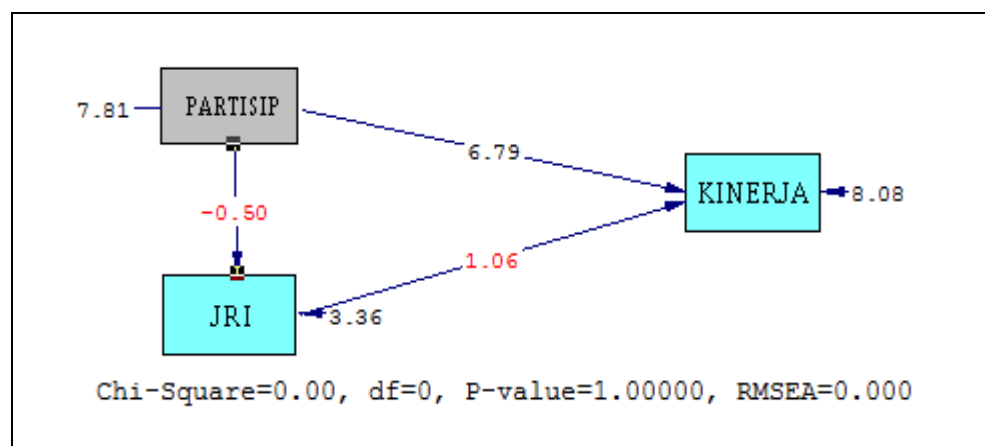 7.81
PARTISIP
6.79
KINERJA
8.08
-0.50
1.06
JRI
3.36
Chi-Square=0.00, df=0, P-value=1.00000, RMSEA=0.000